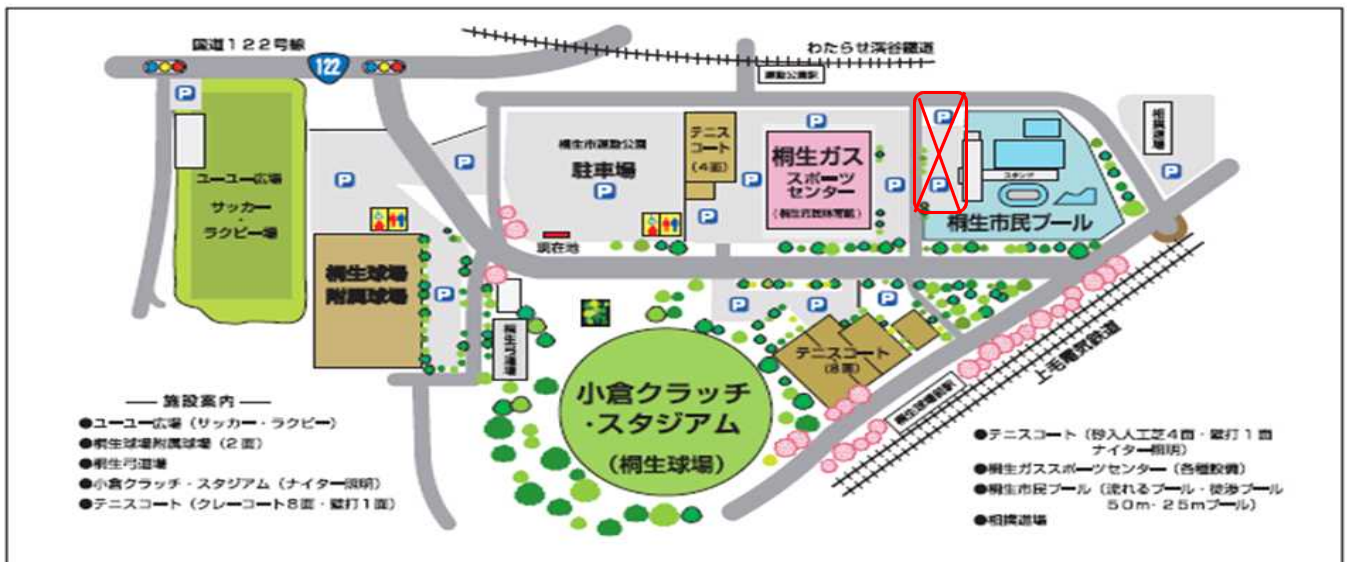 国道122号線
122
わたらせ渓谷鐵道
運動公園駅
P
P
ユーユー広場
サッカー
・
ラグビー場
P
P
桐生市運動公園
駐車場
P
テニス
コート
(4面)
P
P
P
桐生ガス
スポーツ
センター
(桐生市民体育館)
P
P
P
スタンド
桐生市民プール
相撲道場
P
現在地
桐生球場
附属球場
P
桐生弓道場
P
P
P
テニスコート
(8面)
小倉クラッチ
・スタジアム
(桐生球場)
桐生球場前駅
上毛電気鉄道
施設案内
●ユーユー広場(サッカー・ラグビー)
●桐生球場附属球場(2面)
●桐生弓道場
●小倉クラッチ・スタジアム(ナイター照明)
●テニスコート(クレーコート8面・壁打1面)
●テニスコート(砂入人工芝4面・壁打1面
ナイター照明)
●桐生ガススポーツセンター(各種設備)
●桐生市民プール(流れるプール・徒渉プール
50m・25mプール)
●相撲道場